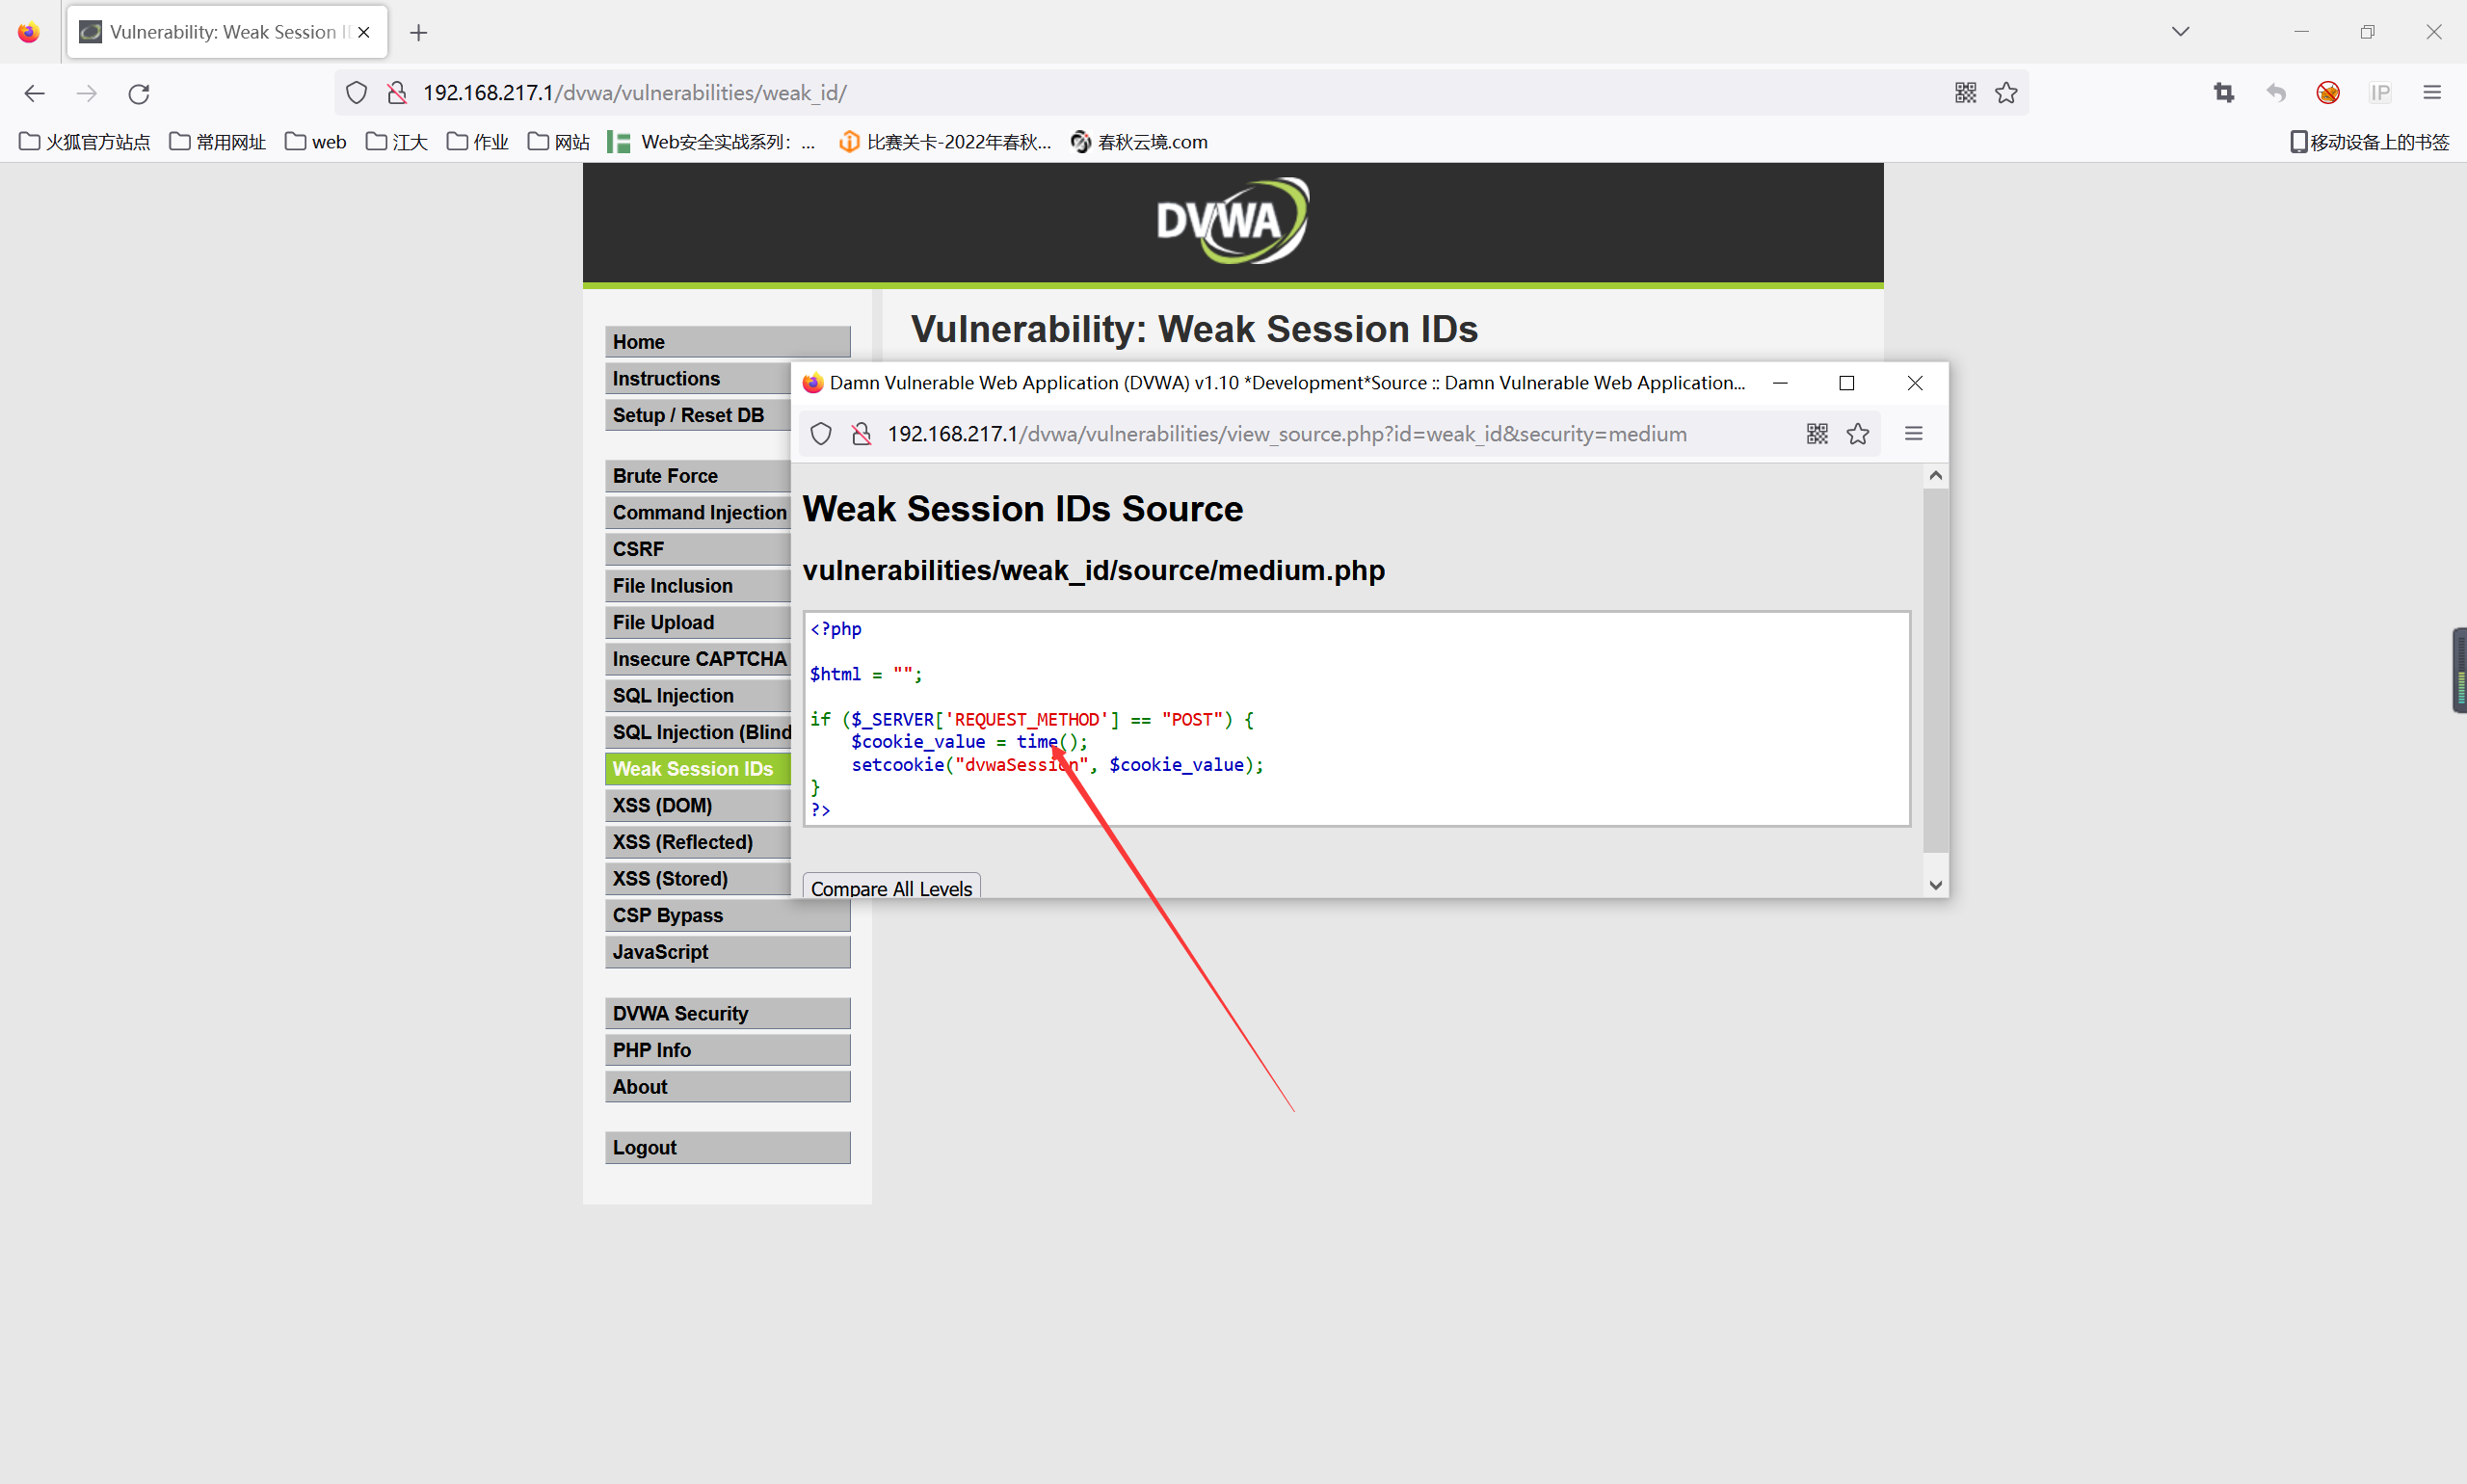 Vulnerability: Weak Session I
192.168.217.1/dvwa/vulnerabilities/weak_id/
IP
火狐官方站点 常用网址 web 江大 作业 网站 Web安全实战系列：... 比赛关卡-2022年春秋... 春秋云境.com 移动设备上的书签
DVWA
Vulnerability: Weak Session IDs
Home
Instructions
Setup / Reset DB
Brute Force
Command Injection
CSRF
File Inclusion
File Upload
Insecure CAPTCHA
SQL Injection
SQL Injection (Blind
Weak Session IDs
XSS (DOM)
XSS (Reflected)
XSS (Stored)
CSP Bypass
JavaScript
DVWA Security
PHP Info
About
Logout
Damn Vulnerable Web Application (DVWA) v1.10 *Development*Source :: Damn Vulnerable Web Application...
192.168.217.1/dvwa/vulnerabilities/view_source.php?id=weak_id&security=medium
Weak Session IDs Source
vulnerabilities/weak_id/source/medium.php
<?php
$html = "";
if ($_SERVER['REQUEST_METHOD'] == "POST") {
$cookie_value = time();
setcookie("dvwaSession", $cookie_value);
}
?>
Compare All Levels